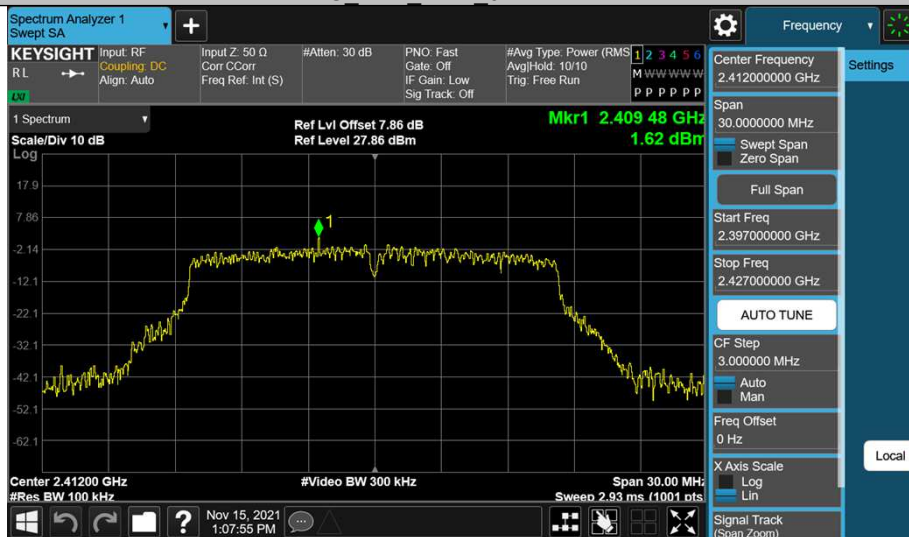 Spectrum Analyzer 1
Swept SA
+
Frequency
KEYSIGHT
RL
LXI
Input: RF
Coupling: DC
Align: Auto
Input Z: 50 Ω
Corr CCorr
Freq Ref: Int (S)
#Atten: 30 dB
PNO: Fast
Gate: Off
IF Gain: Low
Sig Track: Off
#Avg Type: Power (RMS
Avg|Hold: 10/10
Trig: Free Run
1 2 3 4 5 6
M W W W W W
P P P P P P
1 Spectrum
Scale/Div 10 dB
Log
Ref Lvl Offset 7.86 dB
Ref Level 27.86 dBm
Mkr1 2.409 48 GHz
1.62 dBm
17.9
7.86
-2.14
-12.1
-22.1
-32.1
-42.1
-52.1
-62.1
1
Center 2.41200 GHz
#Res BW 100 kHz
#Video BW 300 kHz
Span 30.00 MHz
Sweep 2.93 ms (1001 pts
?
Nov 15, 2021
1:07:55 PM
Center Frequency
2.412000000 GHz
Span
30.0000000 MHz
Swept Span
Zero Span
Full Span
Start Freq
2.397000000 GHz
Stop Freq
2.427000000 GHz
AUTO TUNE
CF Step
3.000000 MHz
Auto
Man
Freq Offset
0 Hz
X Axis Scale
Log
Lin
Signal Track
(Span Zoom)
Settings
Local